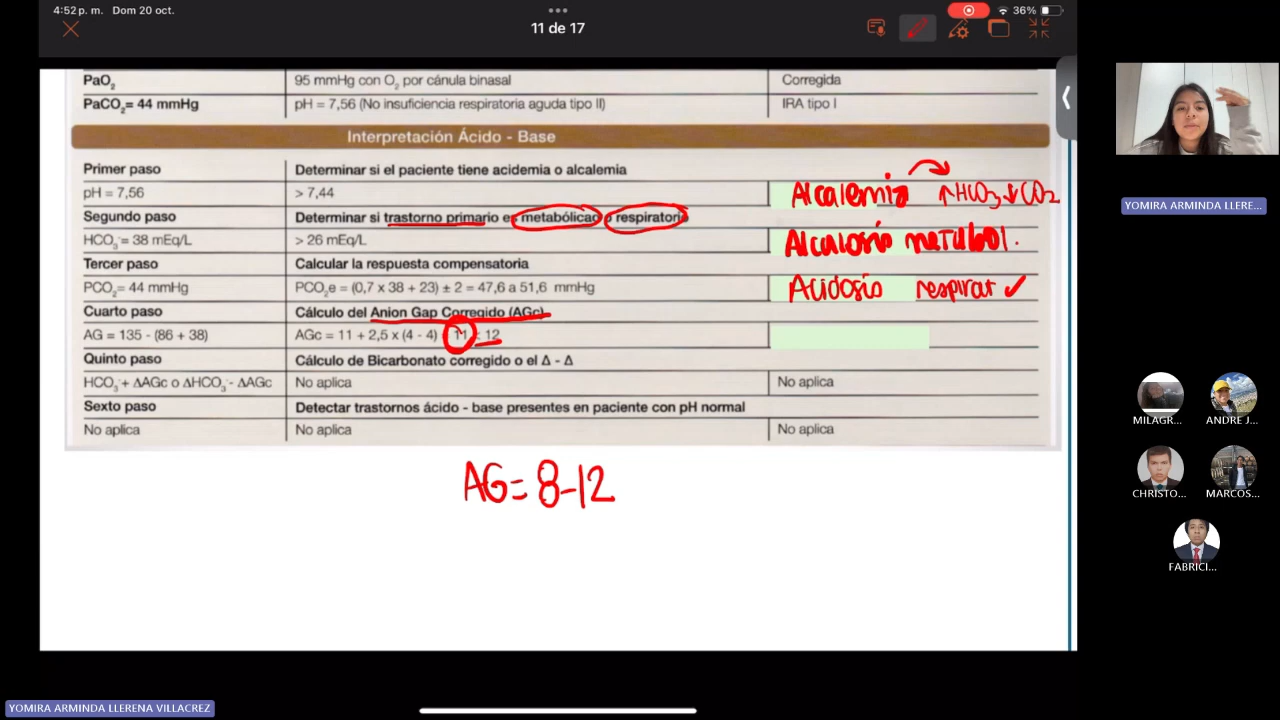 4:52 p. m. Dom 20 oct.
36%
11 de 17
PaO2 95 mmHg con O2 por cánula binasal Corregida
PaCO2= 44 mmHg pH = 7,56 (No insuficiencia respiratoria aguda tipo II) IRA tipo I
Interpretación Ácido - Base
Primer paso Determinar si el paciente tiene acidemia o alcalemia
pH = 7,56 > 7,44 Alcalemia ↑HCO3 ↓CO2
Segundo paso Determinar si trastorno primario es metabólicao o respiratorio
HCO3-= 38 mEq/L > 26 mEq/L Alcalosis metabol.
Tercer paso Calcular la respuesta compensatoria
PCO2= 44 mmHg PCO2e = (0,7 x 38 + 23) ± 2 = 47,6 a 51,6 mmHg Acidosis respirat ✓
Cuarto paso Cálculo del Anion Gap Corregido (AGc)
AG = 135 - (86 + 38) AGc = 11 + 2,5 x (4 - 4) 11 12
Quinto paso Cálculo de Bicarbonato corregido o el Δ - Δ
HCO3-+ ΔAGc o ΔHCO3-- ΔAGc No aplica No aplica
Sexto paso Detectar trastornos ácido - base presentes en paciente con pH normal
No aplica No aplica No aplica
AG= 8-12
YOMIRA ARMINDA LLERE...
MILAGR... ANDRE J...
CHRISTO... MARCOS...
FABRICI...
YOMIRA ARMINDA LLERENA VILLACREZ